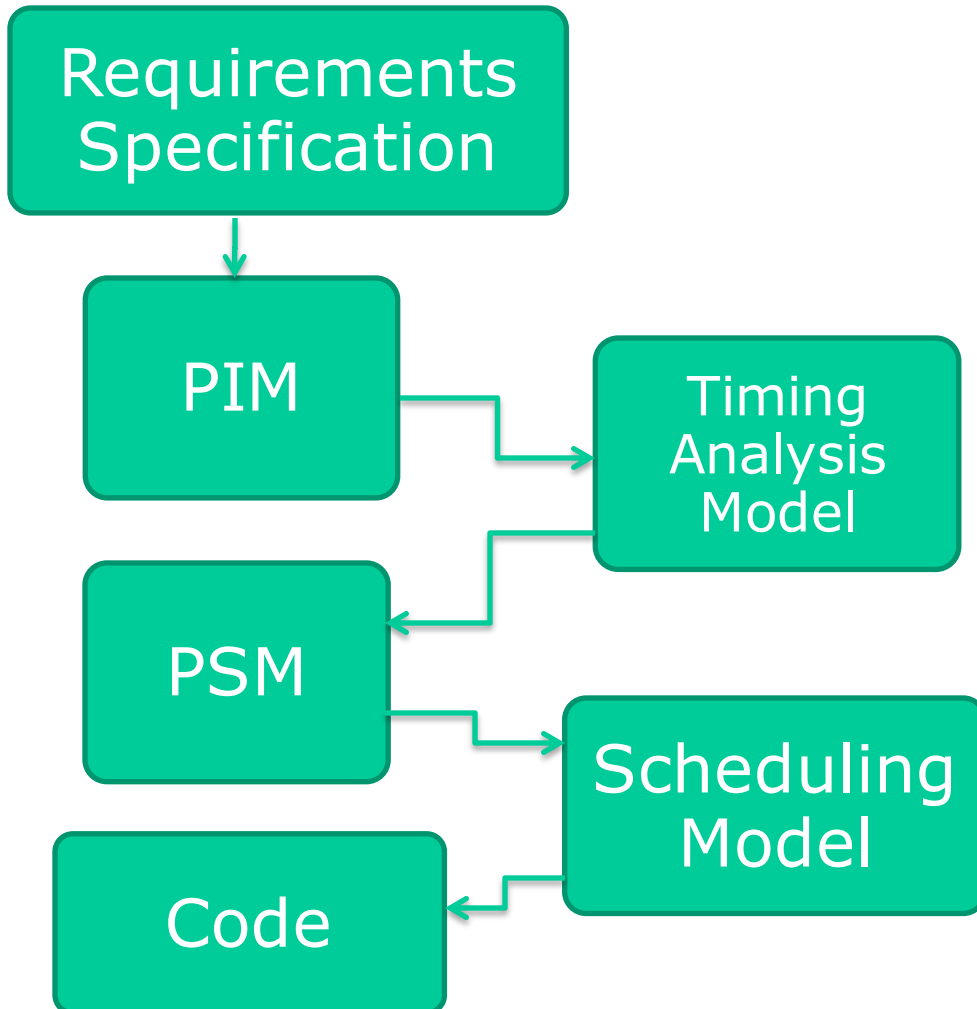 Requirements
Specification
PIM
Timing
Analysis
Model
PSM
Scheduling
Model
Code